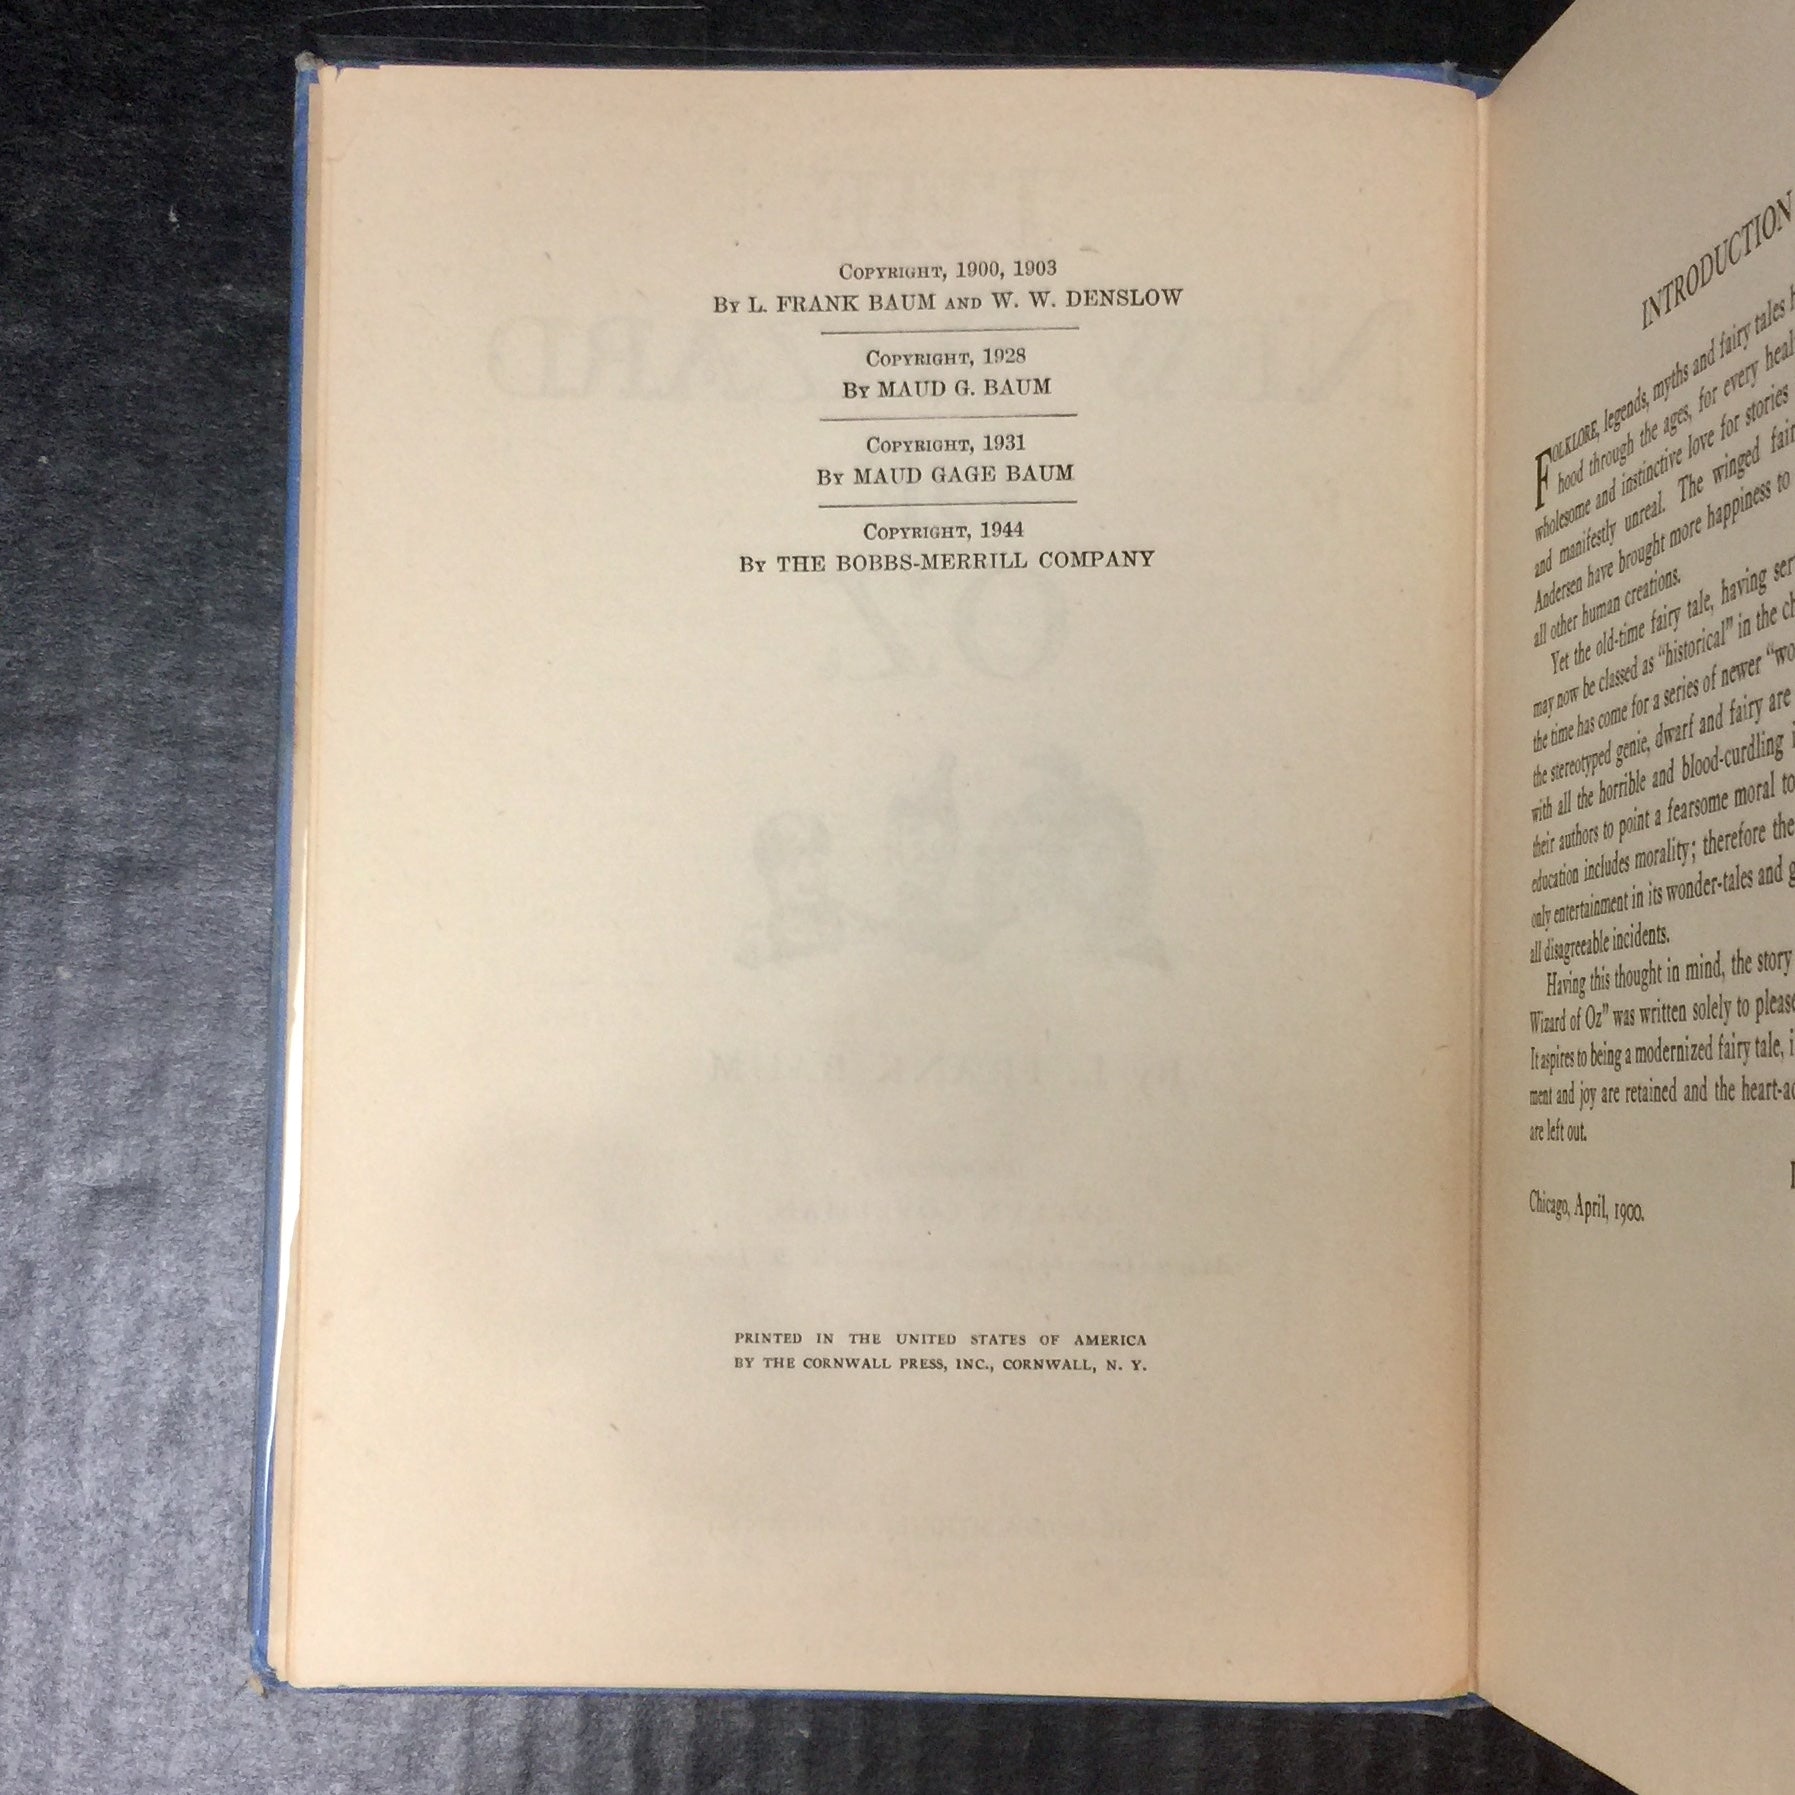 COPYRIGHT, 1900, 1903
BY L. FRANK BAUM AND W. W. DENSLOW
COPYRIGHT, 1928
BY MAUD G. BAUM
COPYRIGHT, 1931
BY MAUD GAGE BAUM
COPYRIGHT, 1944
BY THE BOBBS-MERRILL COMPANY
PRINTED IN THE UNITED STATES OF AMERICA
BY THE CORNWALL PRESS, INC., CORNWALL, N. Y.
INTRODUCTION
FOLKLORE, legends, myths and fairy tales
hood through the ages, for every
wholesome and instinctive love for stories
and manifestly unreal. The winged
Andersen have brought more happiness to
all other human creations.
Yet the old-time fairy tale, having
may now be classed as "historical" in the
the time has come for a series of newer
the stereotyped genie, dwarf and fairy are
with all the horrible and blood-curdling
their authors to point a fearsome moral to
education includes morality; therefore the
only entertainment in its wonder-tales and
all disagreeable incidents.
Having this thought in mind, the story
Wizard of Oz" was written solely to
It aspires to being a modernized fairy tale,
ment and joy are retained and the
are left out.
Chicago, April, 1900.